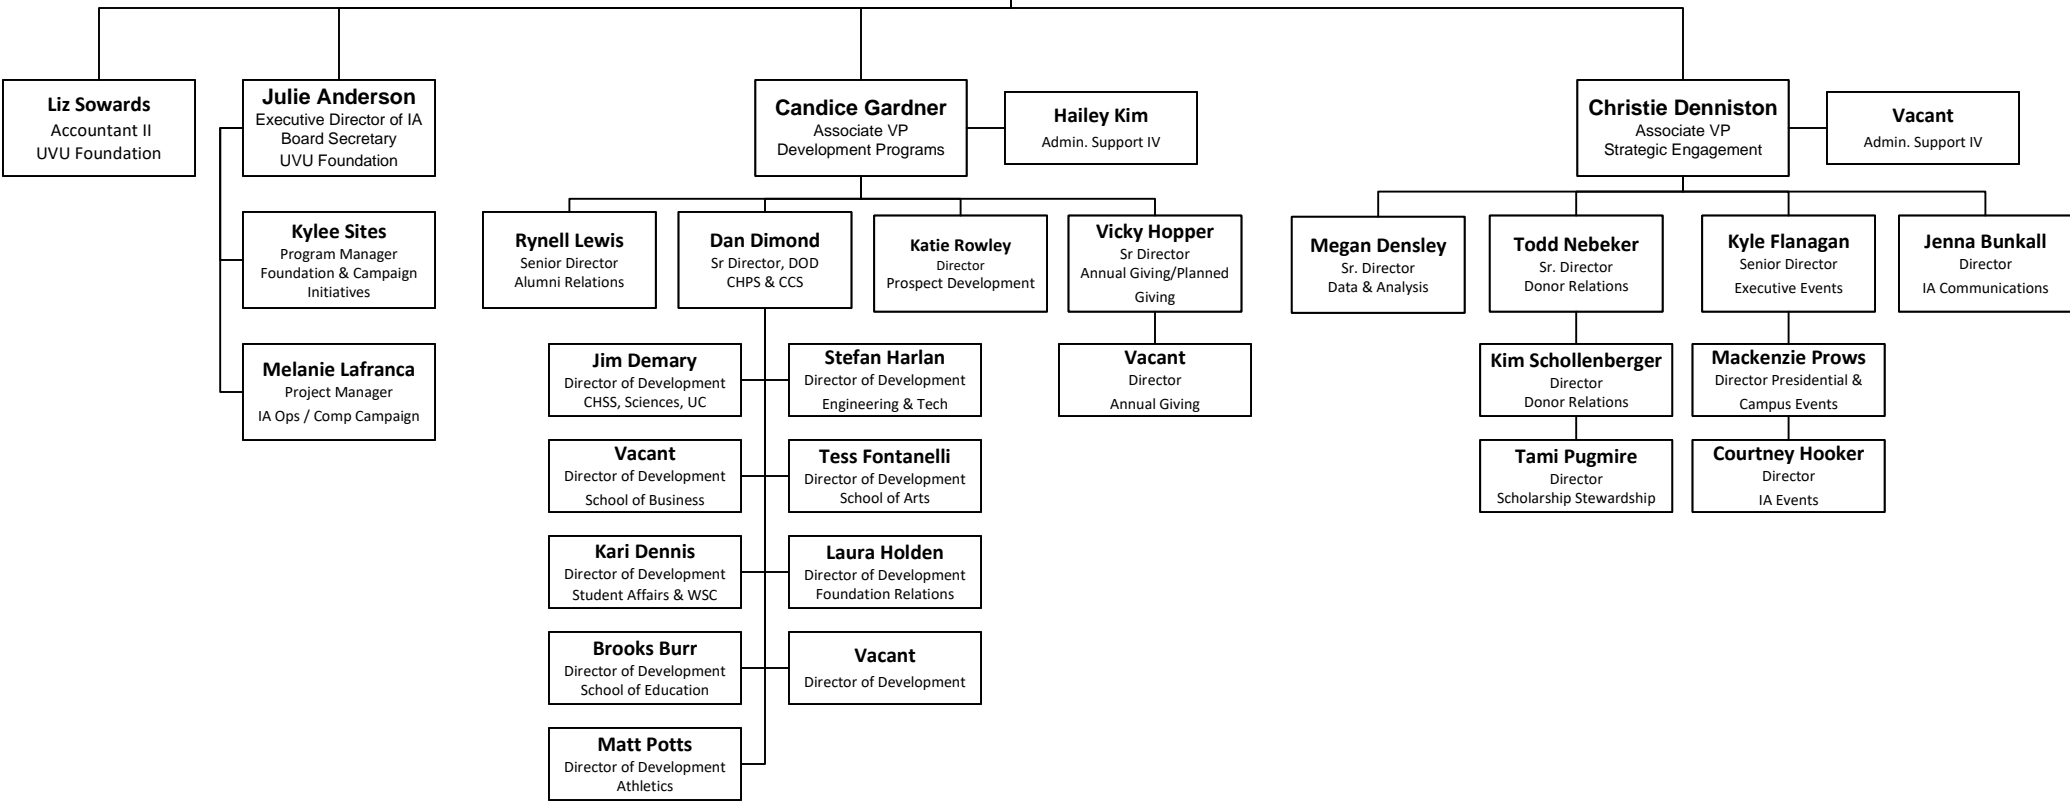 Liz Sowards
Accountant II
UVU Foundation
Julie Anderson
Executive Director of IA
Board Secretary
UVU Foundation
Kylee Sites
Program Manager
Foundation & Campaign
Initiatives
Melanie Lafranca
Project Manager
IA Ops / Comp Campaign
Candice Gardner
Associate VP
Development Programs
Hailey Kim
Admin. Support IV
Rynell Lewis
Senior Director
Alumni Relations
Dan Dimond
Sr Director, DOD
CHPS & CCS
Katie Rowley
Director
Prospect Development
Vicky Hopper
Sr Director
Annual Giving/Planned
Giving
Jim Demary
Director of Development
CHSS, Sciences, UC
Stefan Harlan
Director of Development
Engineering & Tech
Vacant
Director
Annual Giving
Vacant
Director of Development
School of Business
Tess Fontanelli
Director of Development
School of Arts
Kari Dennis
Director of Development
Student Affairs & WSC
Laura Holden
Director of Development
Foundation Relations
Brooks Burr
Director of Development
School of Education
Vacant
Director of Development
Matt Potts
Director of Development
Athletics
Christie Denniston
Associate VP
Strategic Engagement
Vacant
Admin. Support IV
Megan Densley
Sr. Director
Data & Analysis
Todd Nebeker
Sr. Director
Donor Relations
Kyle Flanagan
Senior Director
Executive Events
Jenna Bunkall
Director
IA Communications
Kim Schollenberger
Director
Donor Relations
Mackenzie Prows
Director Presidential &
Campus Events
Tami Pugmire
Director
Scholarship Stewardship
Courtney Hooker
Director
IA Events